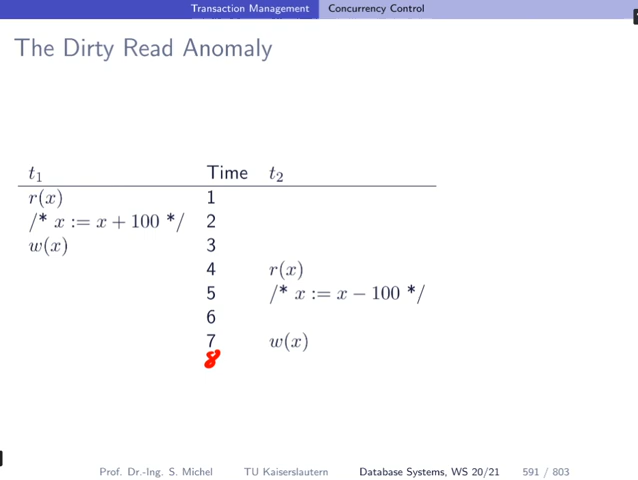 Transaction Management Concurrency Control
The Dirty Read Anomaly
t₁ Time t₂
r(x) 1
/* x := x + 100 */ 2
w(x) 3
4 r(x)
5 /* x := x − 100 */
6
7 w(x)
8
Prof. Dr.-Ing. S. Michel TU Kaiserslautern Database Systems, WS 20/21 591 / 803